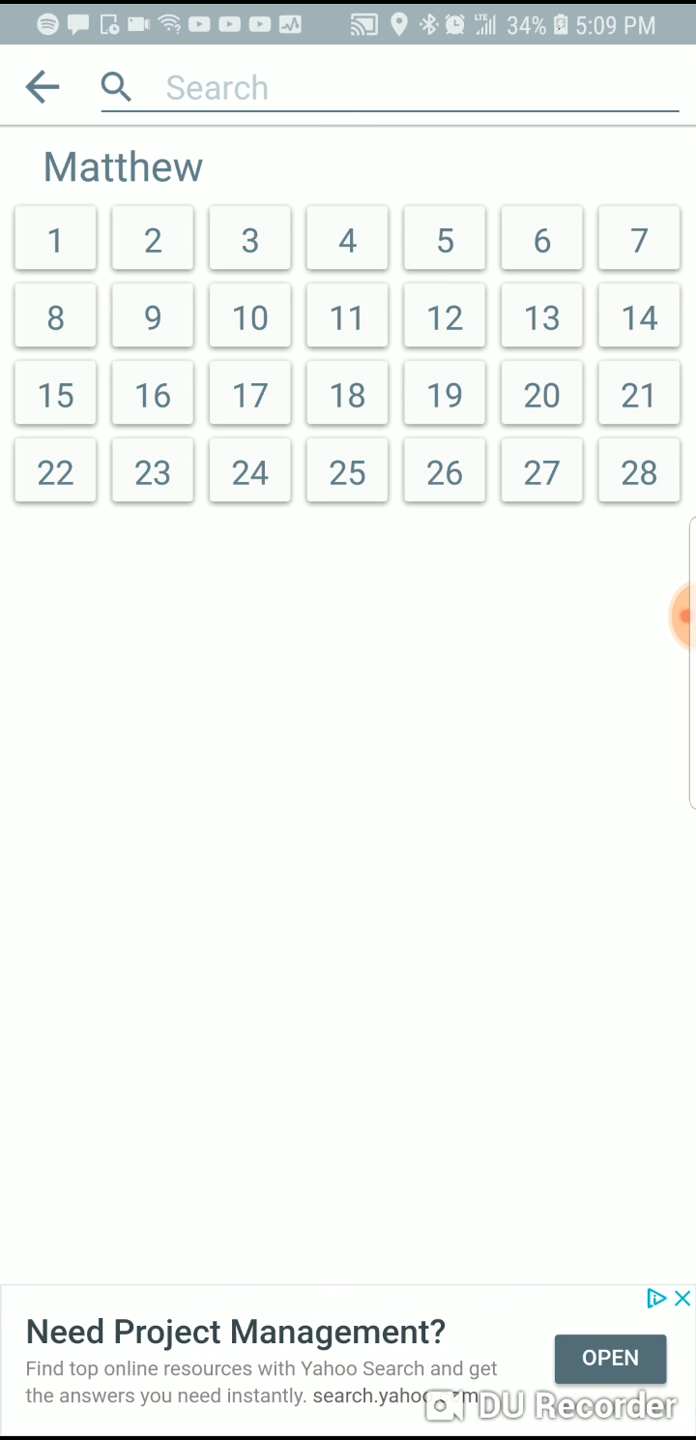 34% 5:09 PM
Search
Matthew
1 2 3 4 5 6 7
8 9 10 11 12 13 14
15 16 17 18 19 20 21
22 23 24 25 26 27 28
Need Project Management?
Find top online resources with Yahoo Search and get
the answers you need instantly.
OPEN
DU Recorder